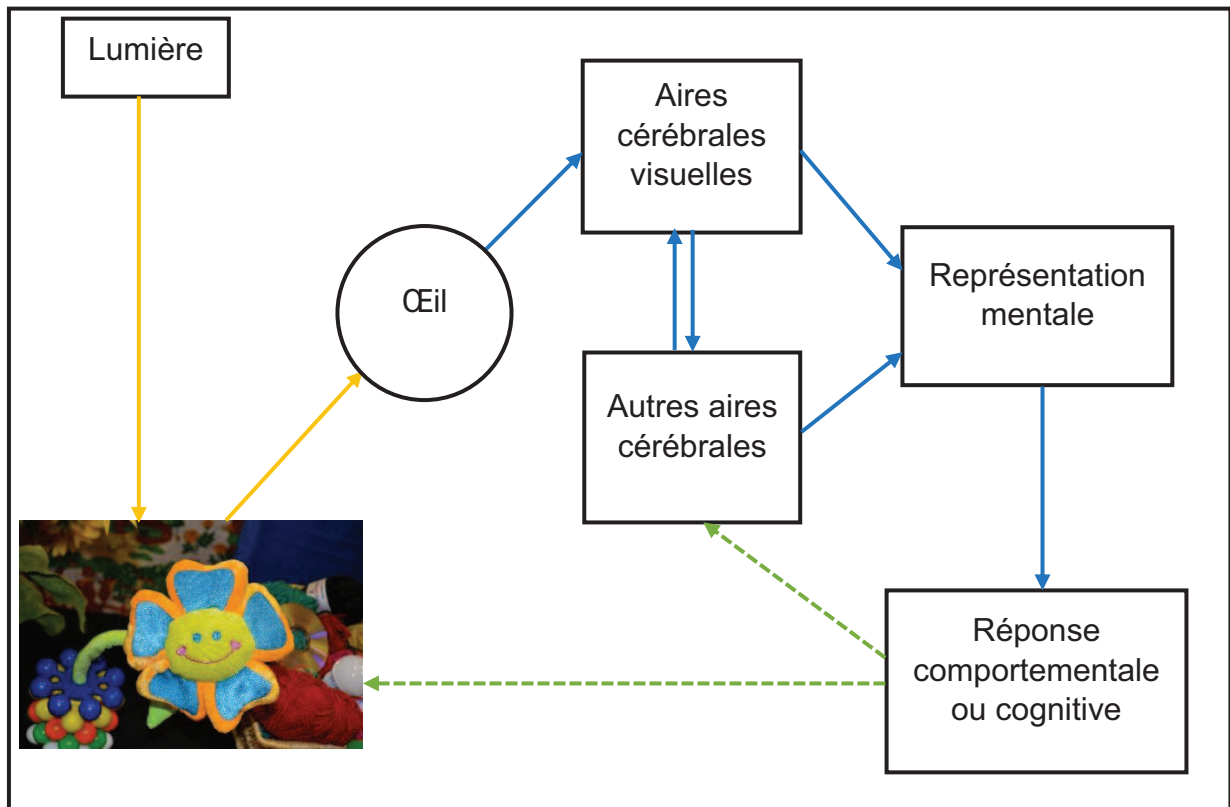 Lumière
Aires
cérébrales
visuelles
Œil
Représentation
mentale
Autres aires
cérébrales
Réponse
comportementale
ou cognitive